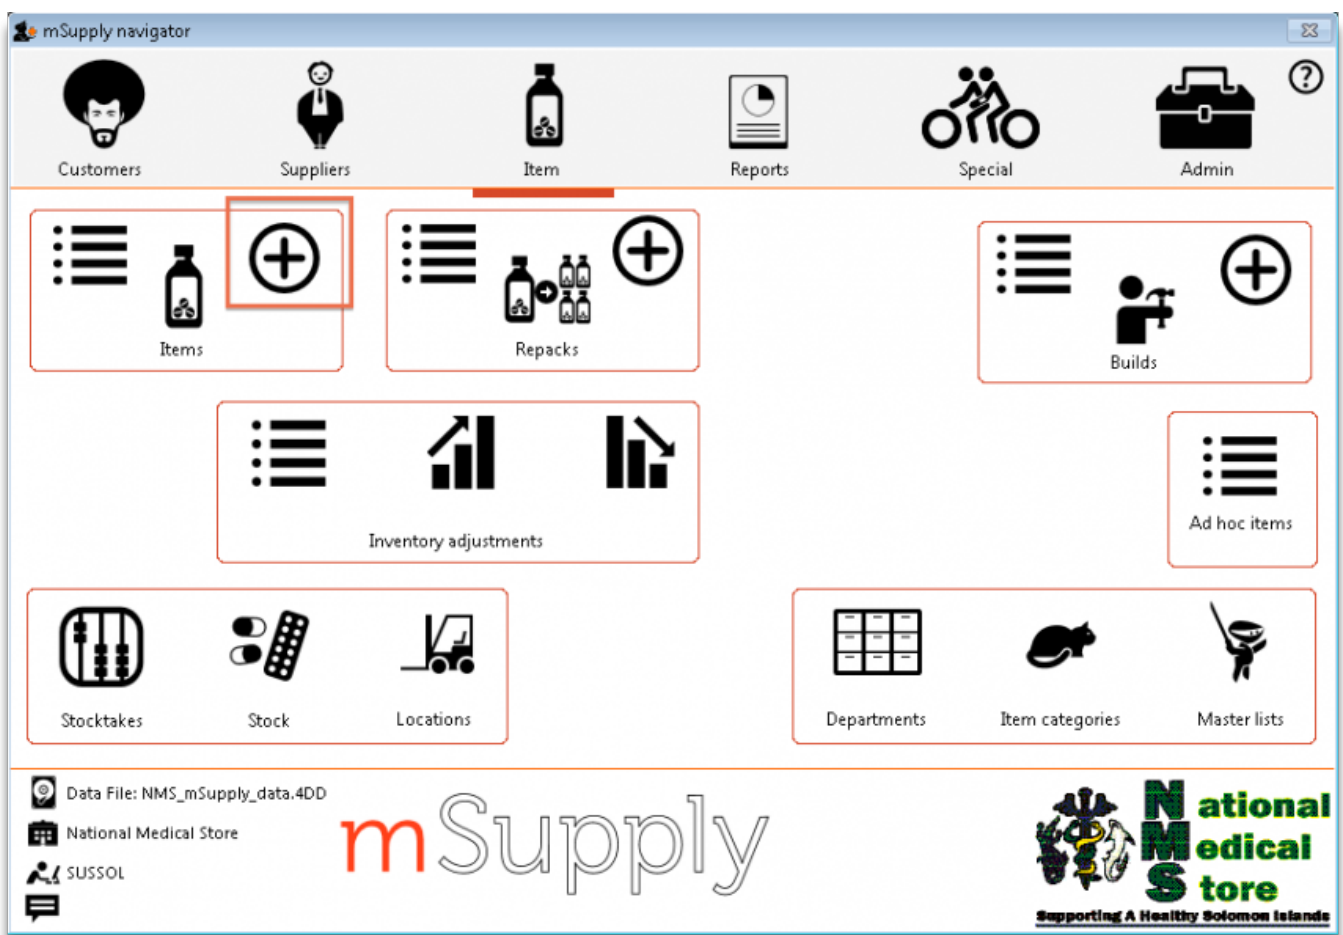 mSupply navigator
Customers
Suppliers
Item
Reports
Special
Admin
?
Items
Repacks
Builds
Inventory adjustments
Ad hoc items
Stocktakes
Stock
Locations
Departments
Item categories
Master lists
Data File: NMS_mSupply_data.4DD
National Medical Store
SUSSOL
mSupply
National
Medical
Store
Supporting A Healthy Solomon Islands